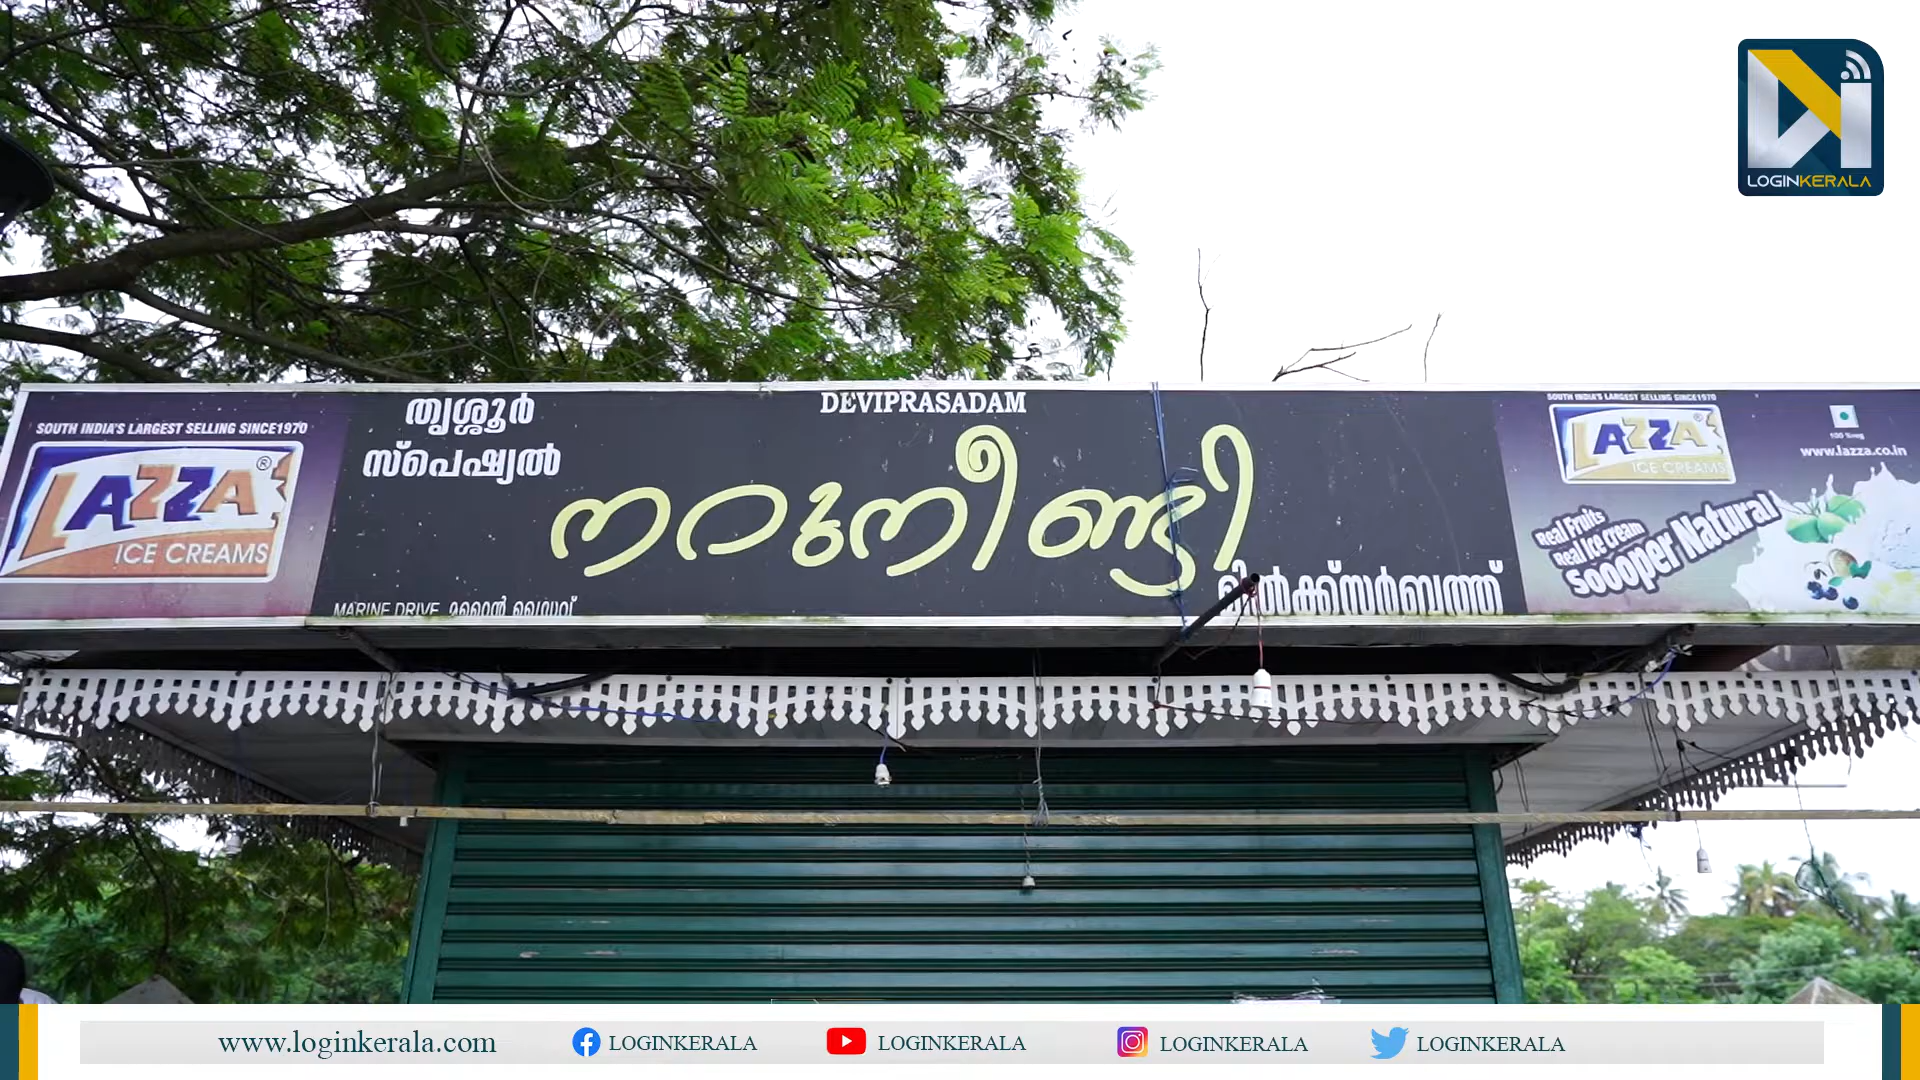 LOGINKERALA
SOUTH INDIA'S LARGEST SELLING SINCE1970
LAZZA®
ICE CREAMS
തൃശ്ശൂർ
സ്പെഷ്യൽ
DEVIPRASADAM
നറുനീണ്ടി
മിൽക്ക്സർബത്ത്
MARINE DRIVE മറൈൻ ഡ്രൈവ്
SOUTH INDIA'S LARGEST SELLING SINCE1970
LAZZA®
ICE CREAMS
100 %veg
www.lazza.co.in
Real Fruits
Real Ice cream
Soooper Natural
www.loginkerala.com LOGINKERALA LOGINKERALA LOGINKERALA LOGINKERALA